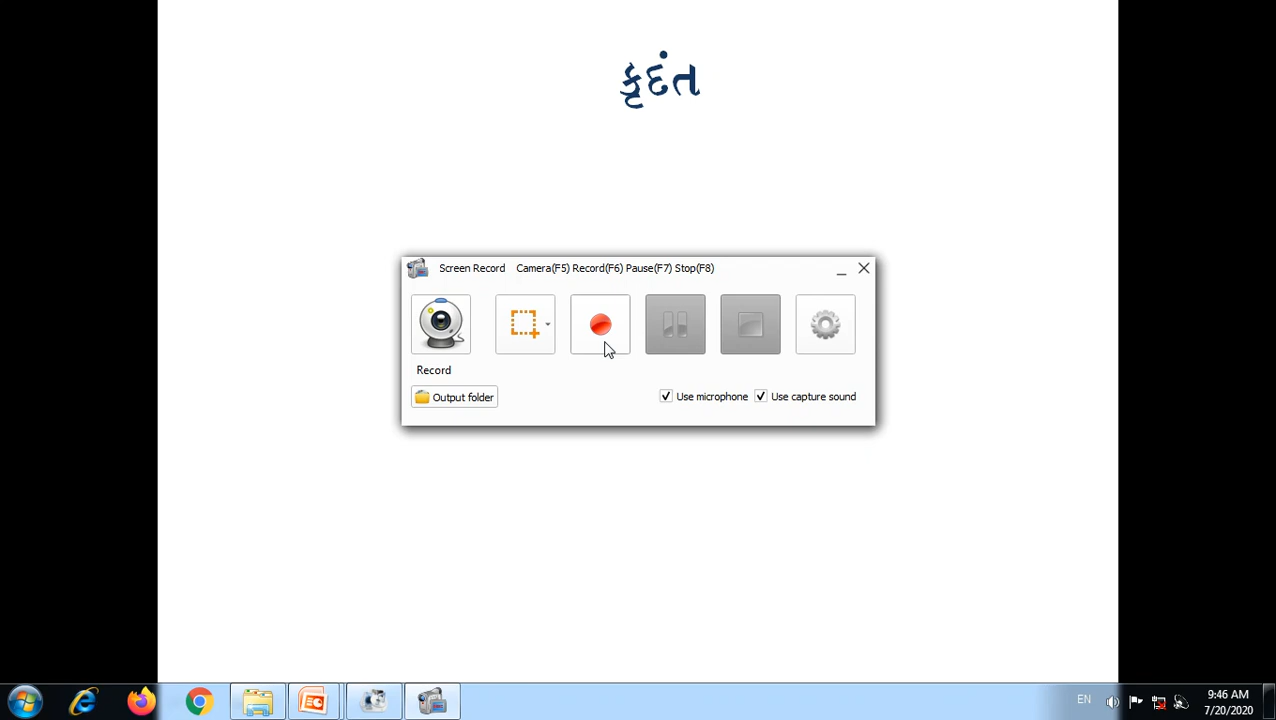 કૃદંત
Screen Record Camera(F5) Record(F6) Pause(F7) Stop(F8)
Record
Output folder
Use microphone Use capture sound
EN
9:46 AM
7/20/2020